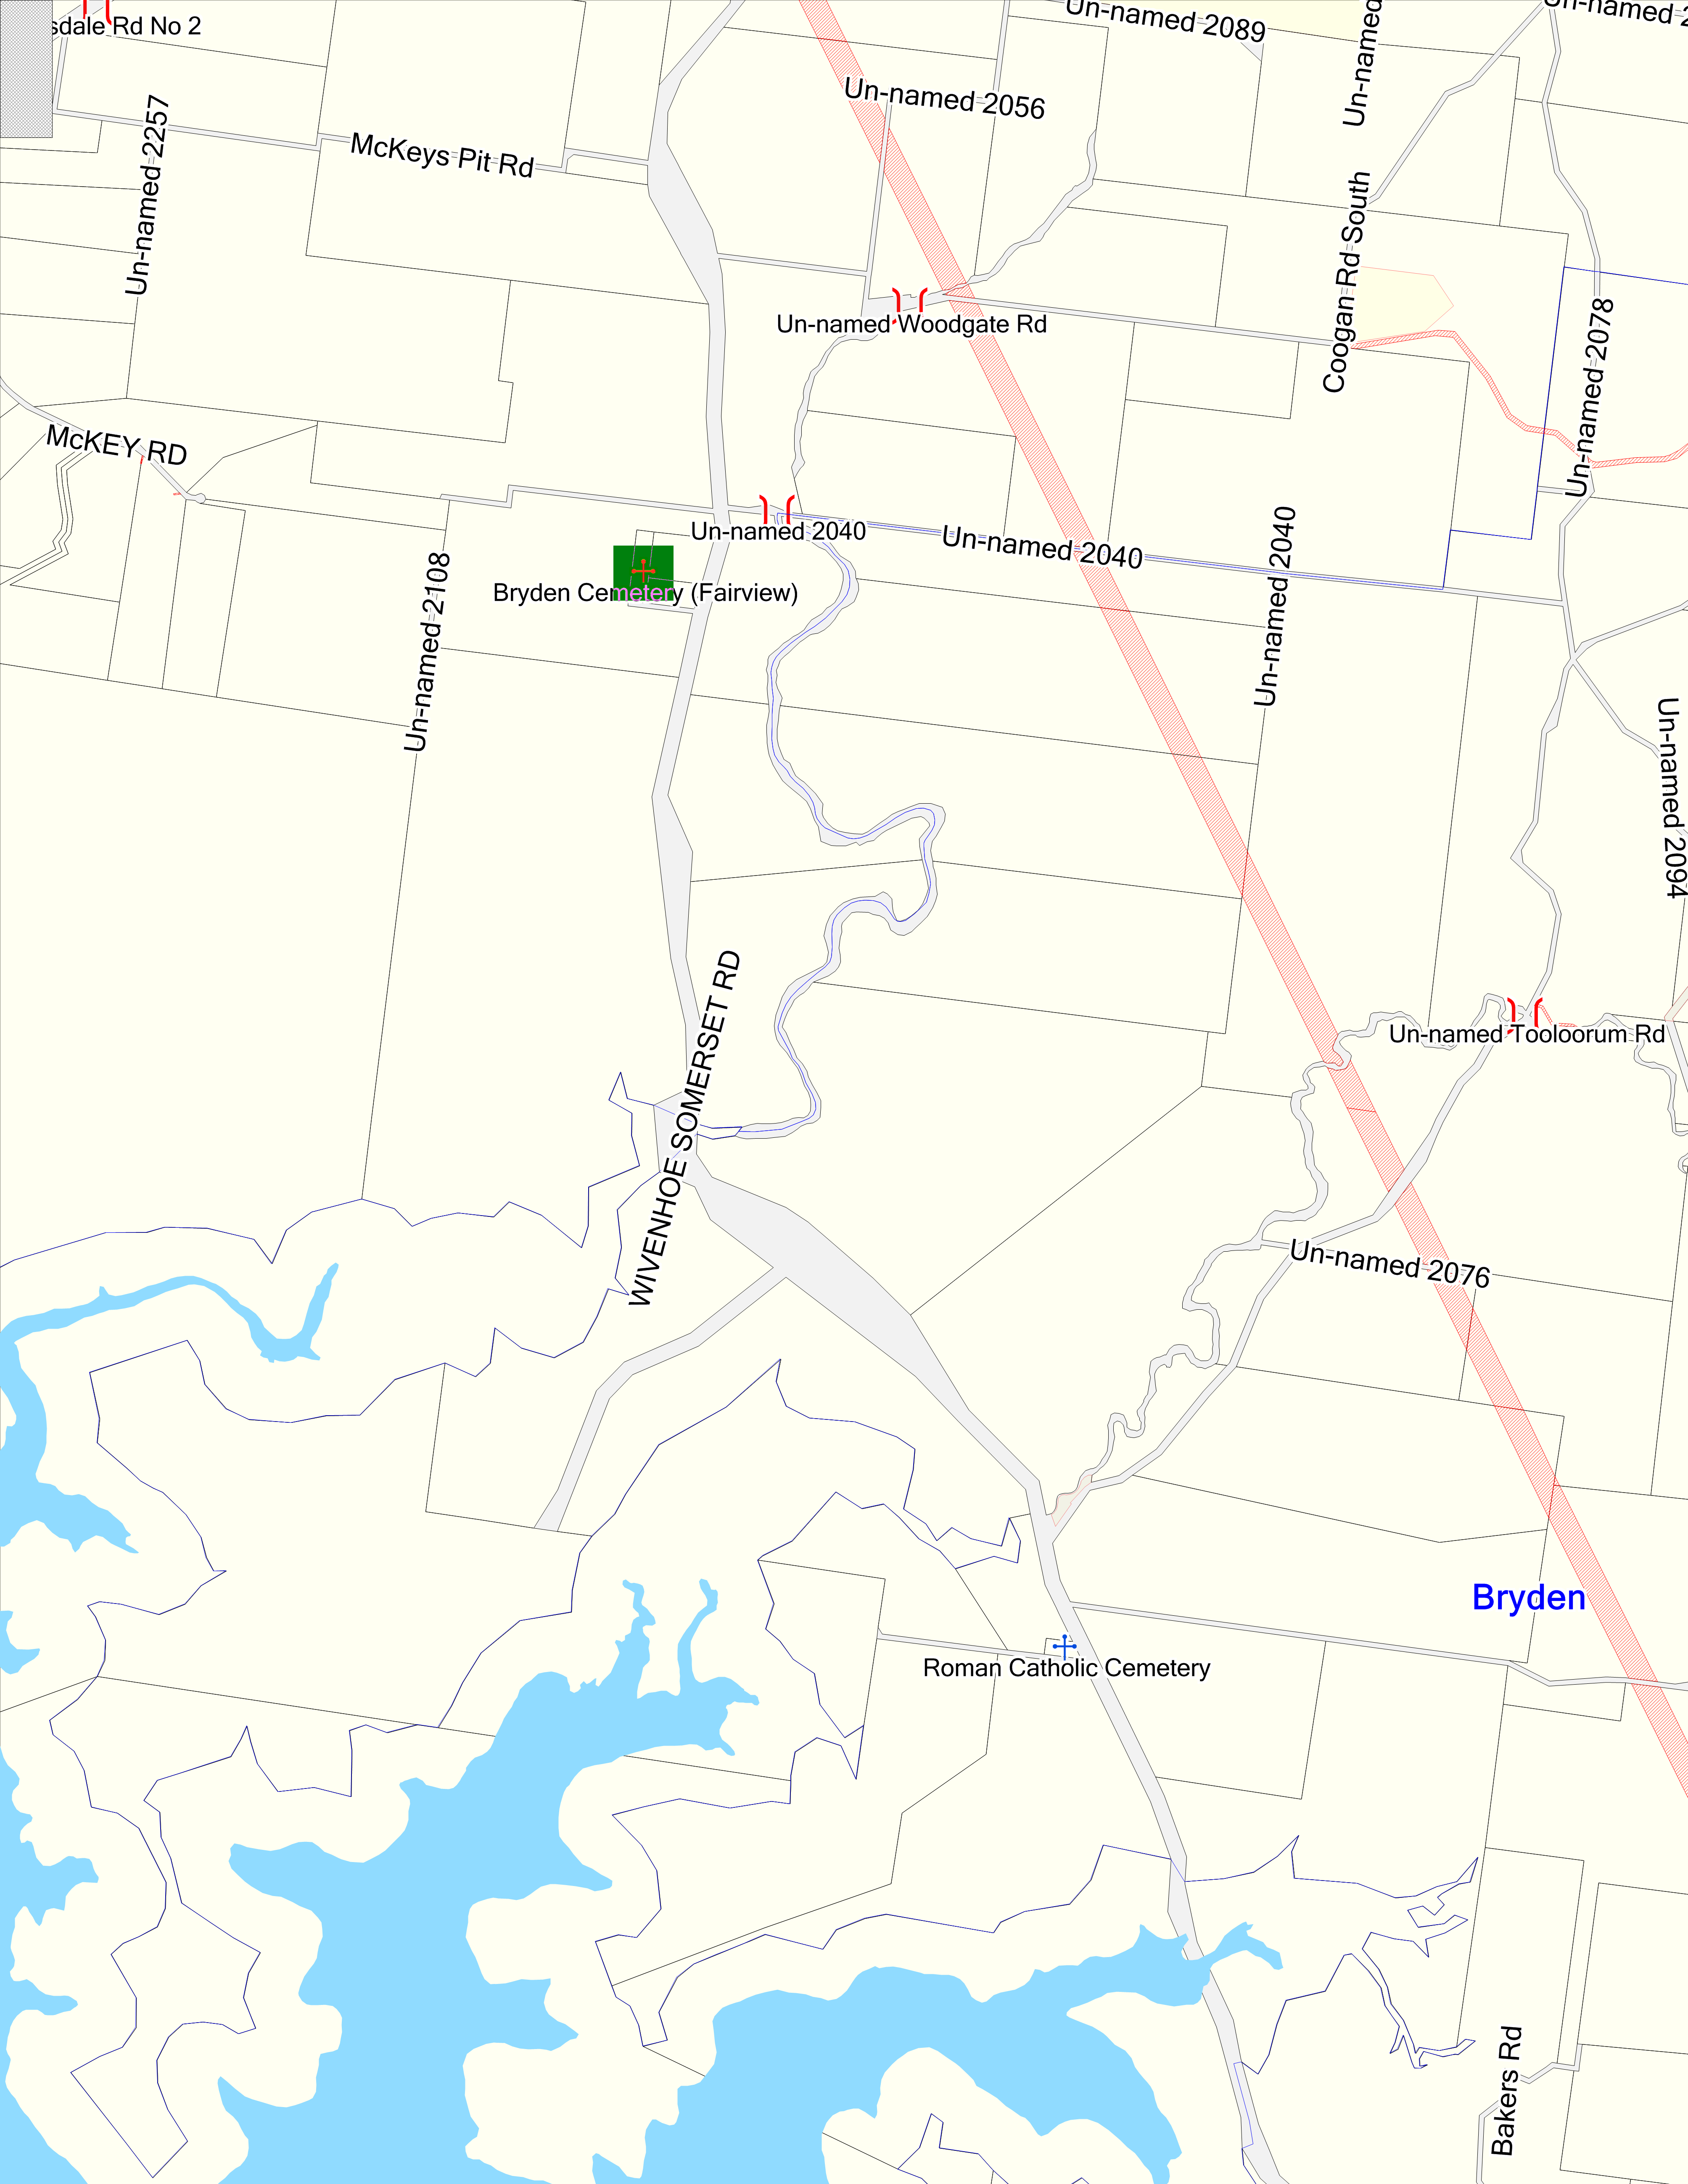 sdale Rd No 2
Un-named 2089
Un-named
Un-named 2
Un-named 2257
Un-named 2056
McKeys Pit Rd
Coogan Rd South
Un-named Woodgate Rd
Un-named 2078
McKEY RD
Un-named 2040
Un-named 2040
Un-named 2040
Bryden Cemetery (Fairview)
Un-named 2108
Un-named 2094
WIVENHOE SOMERSET RD
Un-named Tooloorum Rd
Un-named 2076
Bryden
Roman Catholic Cemetery
Bakers Rd